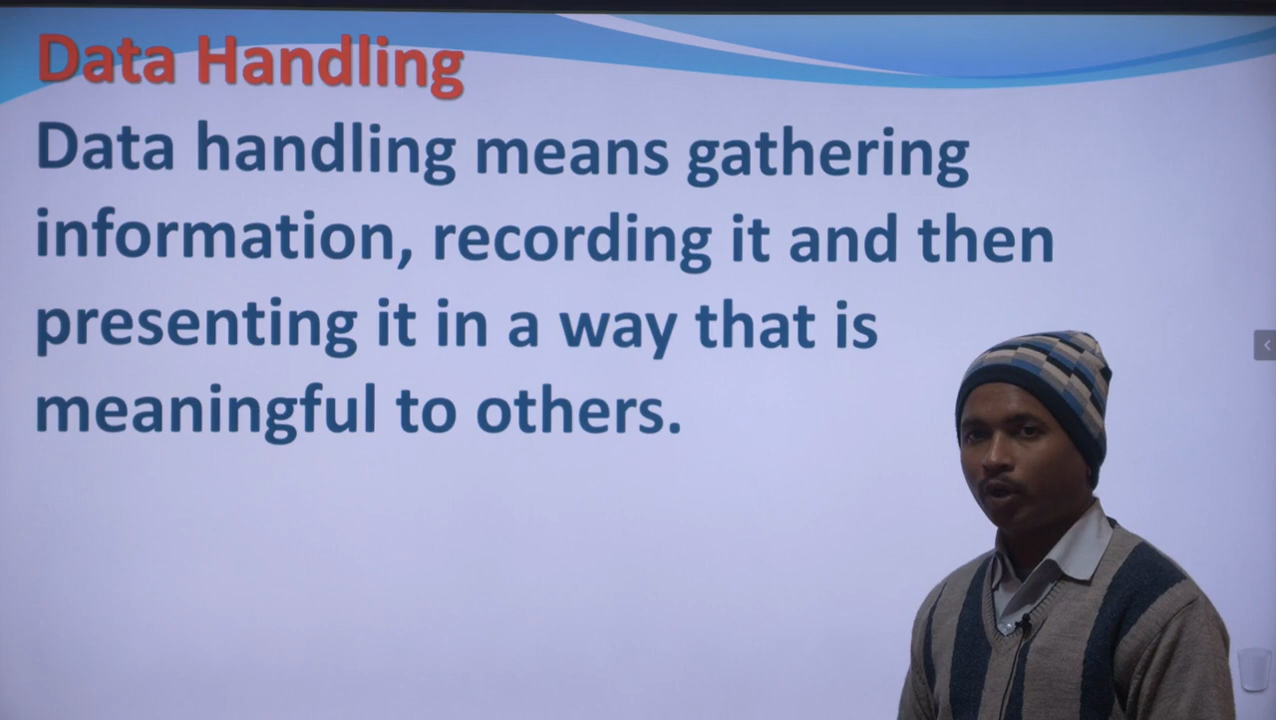 Data Handling
Data handling means gathering
information, recording it and then
presenting it in a way that is
meaningful to others.